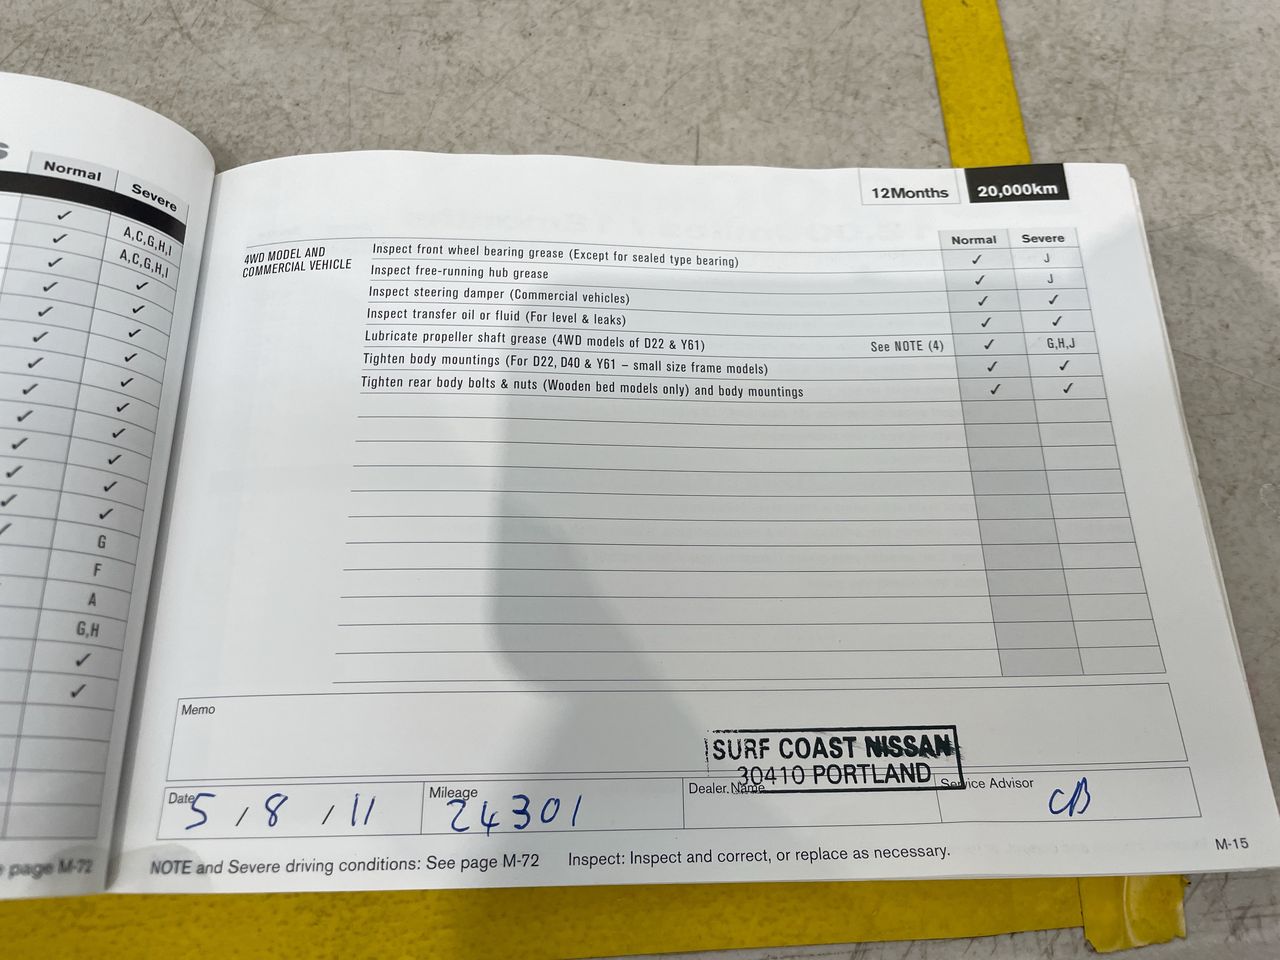 Normal Severe
✓ A,C,G,H,I
✓ A,C,G,H,I
✓ ✓
✓ ✓
✓ ✓
✓ ✓
✓ ✓
✓ ✓
✓ ✓
✓ ✓
✓ ✓
✓ ✓
✓ G
F
A
G,H
✓
✓
page M-72
12Months 20,000km
Normal Severe
4WD MODEL AND
COMMERCIAL VEHICLE
Inspect front wheel bearing grease (Except for sealed type bearing) ✓ J
Inspect free-running hub grease ✓ J
Inspect steering damper (Commercial vehicles) ✓ ✓
Inspect transfer oil or fluid (For level & leaks) ✓ ✓
Lubricate propeller shaft grease (4WD models of D22 & Y61) See NOTE (4) ✓ G,H,J
Tighten body mountings (For D22, D40 & Y61 – small size frame models) ✓ ✓
Tighten rear body bolts & nuts (Wooden bed models only) and body mountings ✓ ✓
Memo
SURF COAST NISSAN
30410 PORTLAND
Date 5 / 8 / 11 Mileage 24301 Dealer Name Service Advisor CB
NOTE and Severe driving conditions: See page M-72 Inspect: Inspect and correct, or replace as necessary.
M-15